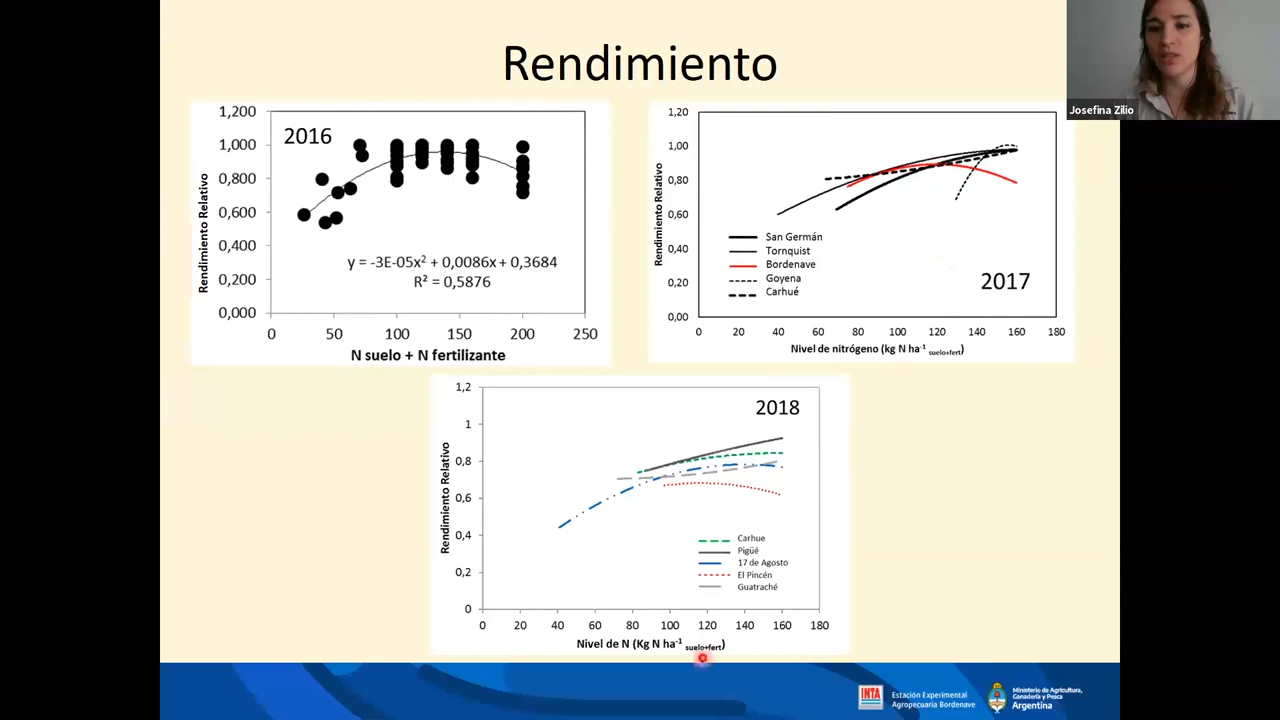 Rendimiento
Josefina Zilio
2016
1,200
1,000
0,800
0,600
0,400
0,200
0,000
Rendimiento Relativo
y = -3E-05x² + 0,0086x + 0,3684
R² = 0,5876
0 50 100 150 200 250
N suelo + N fertilizante
1,20
1,00
0,80
0,60
0,40
0,20
0,00
Rendimiento Relativo
San Germán
Tornquist
Bordenave
Goyena
Carhué
2017
0 20 40 60 80 100 120 140 160 180
Nivel de nitrógeno (kg N ha⁻¹ suelo+fert)
1,2
1
0,8
0,6
0,4
0,2
0
Rendimiento Relativo
2018
Carhue
Pigüé
17 de Agosto
El Pincén
Guatraché
0 20 40 60 80 100 120 140 160 180
Nivel de N (Kg N ha⁻¹ suelo+fert)
INTA
Estación Experimental
Agropecuaria Bordenave
Ministerio de Agricultura,
Ganadería y Pesca
Argentina